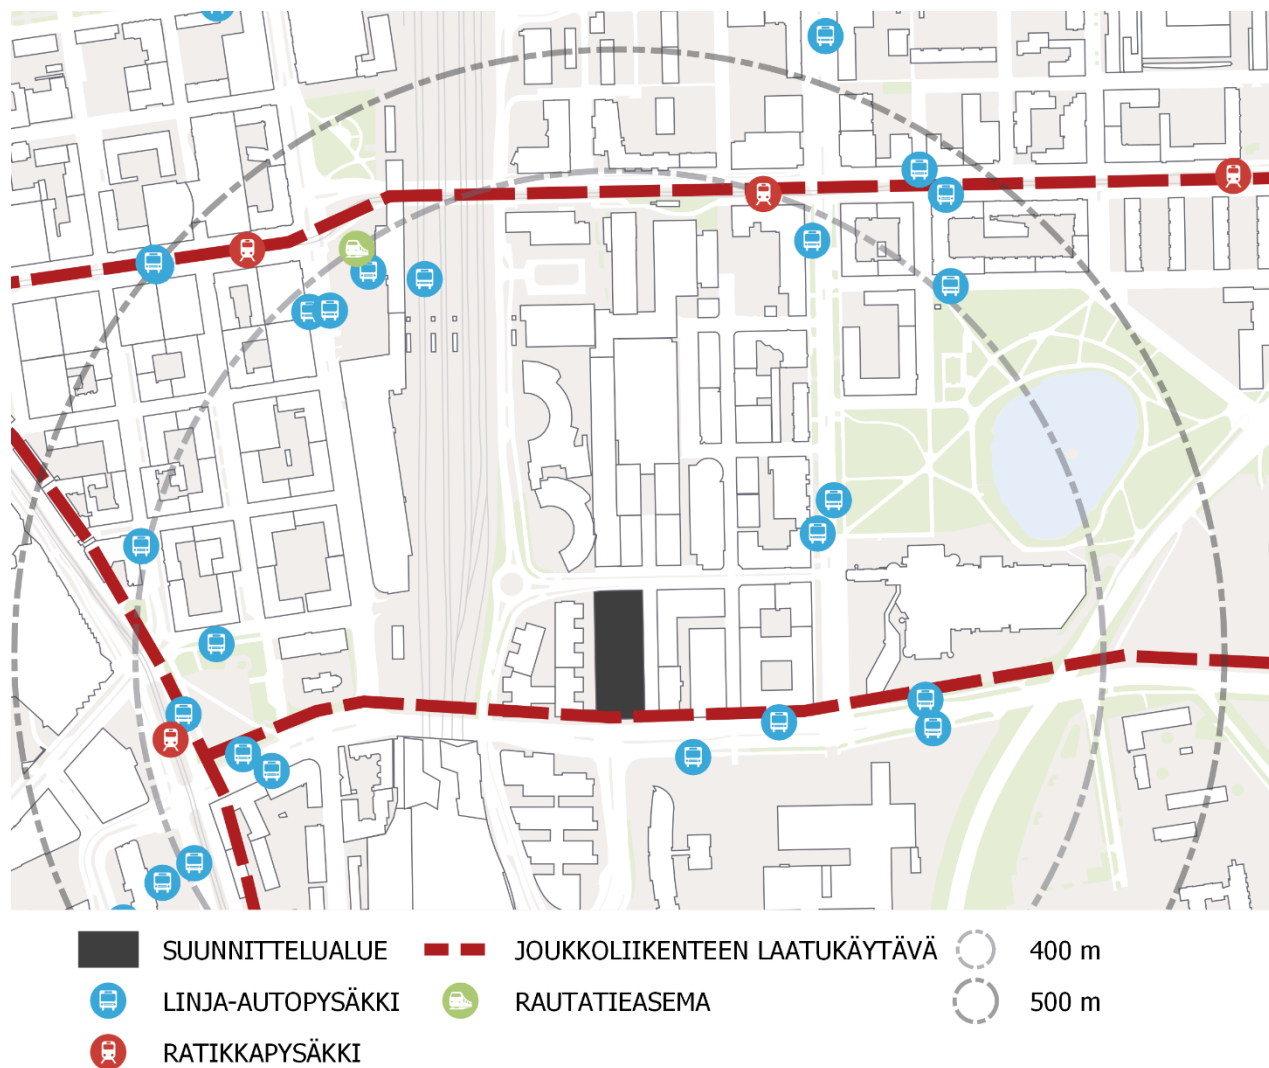 SUUNNITTELUALUE
JOUKKOLIIKENTEEN LAATUKÄYTÄVÄ
400 m
LINJA-AUTOPYSÄKKI
RAUTATIEASEMA
500 m
RATIKKAPYSÄKKI